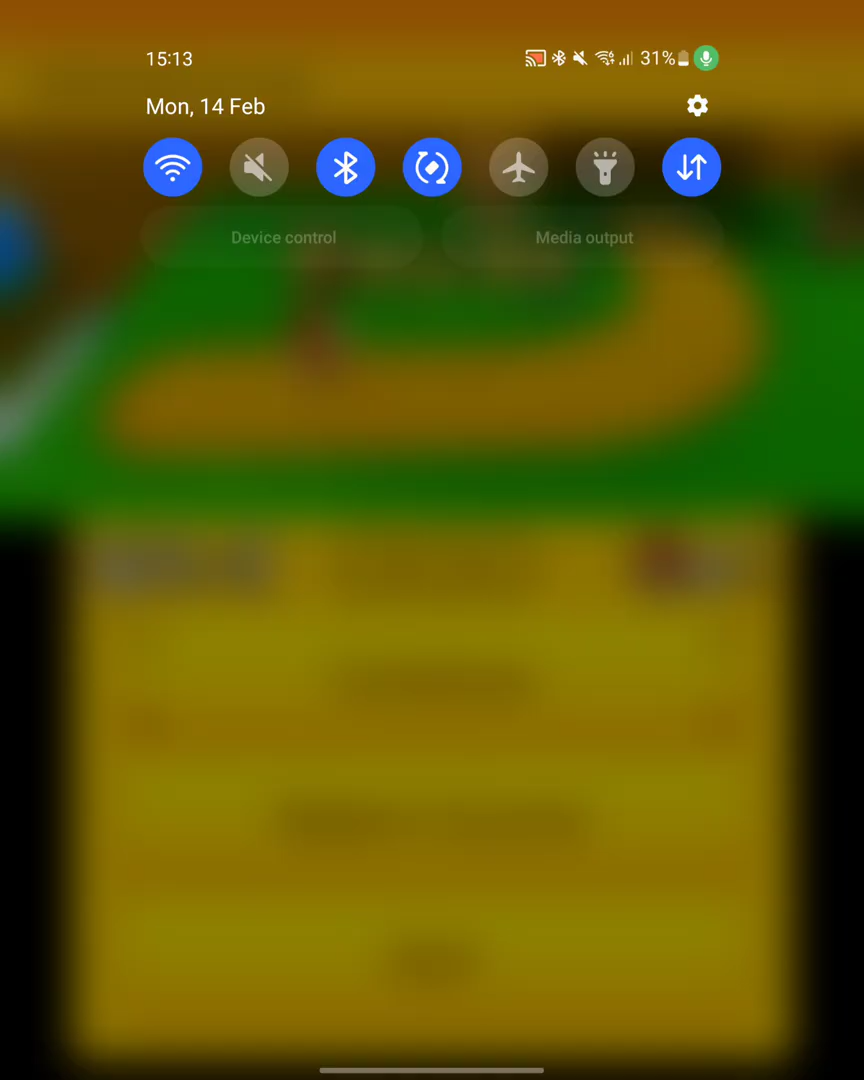 15:13
31%
Mon, 14 Feb
Device control
Media output